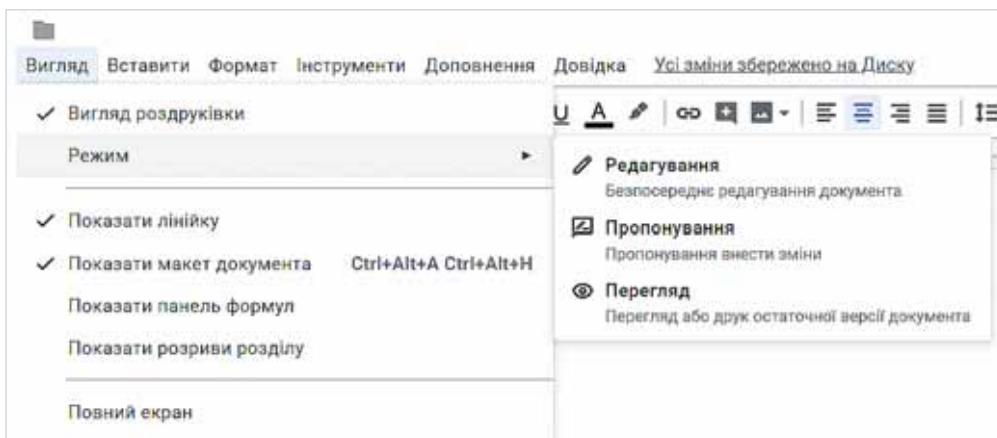 Вигляд Вставити Формат Інструменти Доповнення Довідка Усі зміни збережено на Диску
Вигляд роздруківки
Режим
Показати лінійку
Показати макет документа Ctrl+Alt+A Ctrl+Alt+H
Показати панель формул
Показати розриви розділу
Повний екран
U A
Редагування
Безпосереднє редагування документа
Пропонування
Пропонування внести зміни
Перегляд
Перегляд або друк остаточної версії документа